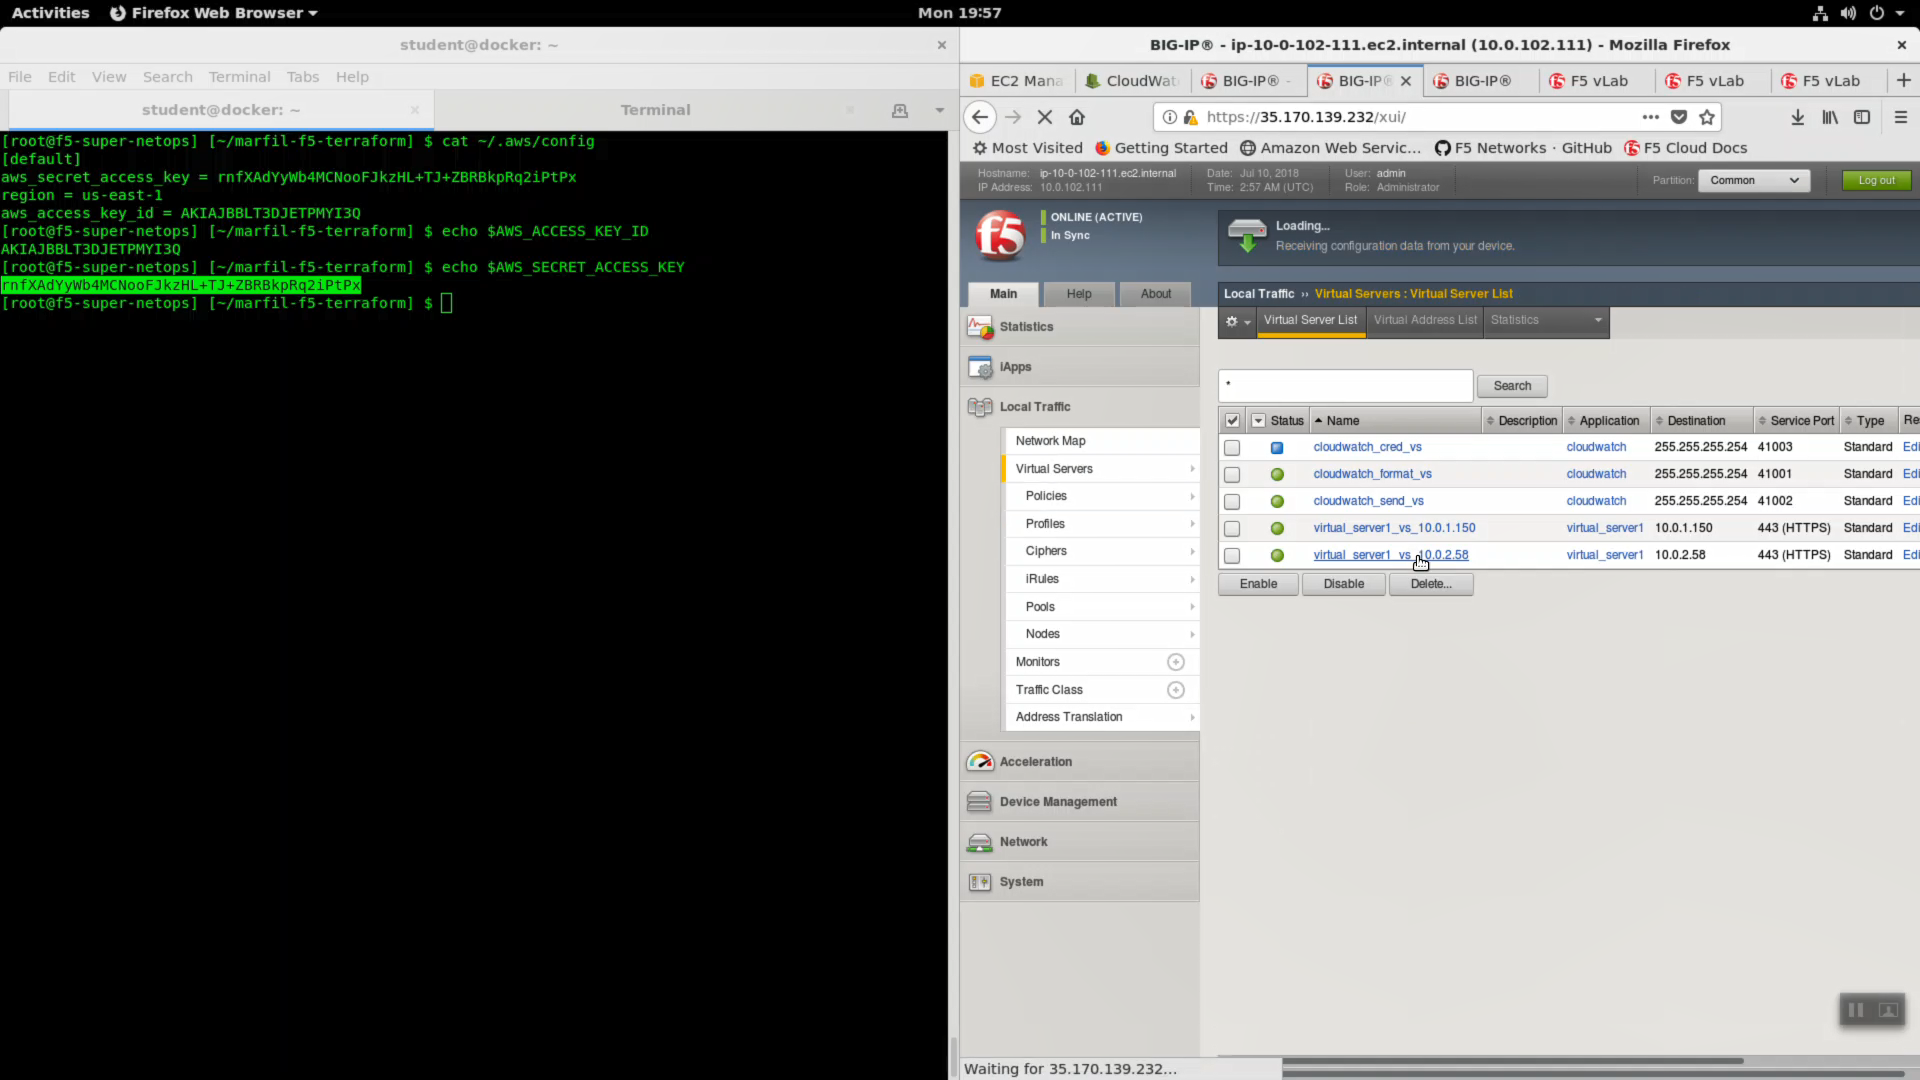 Activities
Firefox Web Browser
Mon 19:57
student@docker: ~
File Edit View Search Terminal Tabs Help
student@docker: ~
Terminal
[root@f5-super-netops] [~/marfil-f5-terraform] $ cat ~/.aws/config
[default]
aws_secret_access_key = rnfXAdYyWb4MCNooFJkzHL+TJ+ZBRBkpRq2iPtPx
region = us-east-1
aws_access_key_id = AKIAJBBLT3DJETPMYI3Q
[root@f5-super-netops] [~/marfil-f5-terraform] $ echo $AWS_ACCESS_KEY_ID
AKIAJBBLT3DJETPMYI3Q
[root@f5-super-netops] [~/marfil-f5-terraform] $ echo $AWS_SECRET_ACCESS_KEY
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
[root@f5-super-netops] [~/marfil-f5-terraform] $
BIG-IP® - ip-10-0-102-111.ec2.internal (10.0.102.111) - Mozilla Firefox
EC2 Mana CloudWat BIG-IP® - BIG-IP® BIG-IP® F5 vLab F5 vLab F5 vLab
https://35.170.139.232/xui/
Most Visited Getting Started Amazon Web Servic... F5 Networks · GitHub F5 Cloud Docs
Hostname: ip-10-0-102-111.ec2.internal Date: Jul 10, 2018 User: admin
IP Address: 10.0.102.111 Time: 2:57 AM (UTC) Role: Administrator
Partition: Common Log out
f5
ONLINE (ACTIVE)
In Sync
Loading...
Receiving configuration data from your device.
Main Help About
Statistics
iApps
Local Traffic
Network Map
Virtual Servers
Policies
Profiles
Ciphers
iRules
Pools
Nodes
Monitors
Traffic Class
Address Translation
Acceleration
Device Management
Network
System
Local Traffic ›› Virtual Servers : Virtual Server List
Virtual Server List Virtual Address List Statistics
* Search
Status Name Description Application Destination Service Port Type Re
cloudwatch_cred_vs cloudwatch 255.255.255.254 41003 Standard Edi
cloudwatch_format_vs cloudwatch 255.255.255.254 41001 Standard Edi
cloudwatch_send_vs cloudwatch 255.255.255.254 41002 Standard Edi
virtual_server1_vs_10.0.1.150 virtual_server1 10.0.1.150 443 (HTTPS) Standard Edi
virtual_server1_vs_10.0.2.58 virtual_server1 10.0.2.58 443 (HTTPS) Standard Edi
Enable Disable Delete...
Waiting for 35.170.139.232...